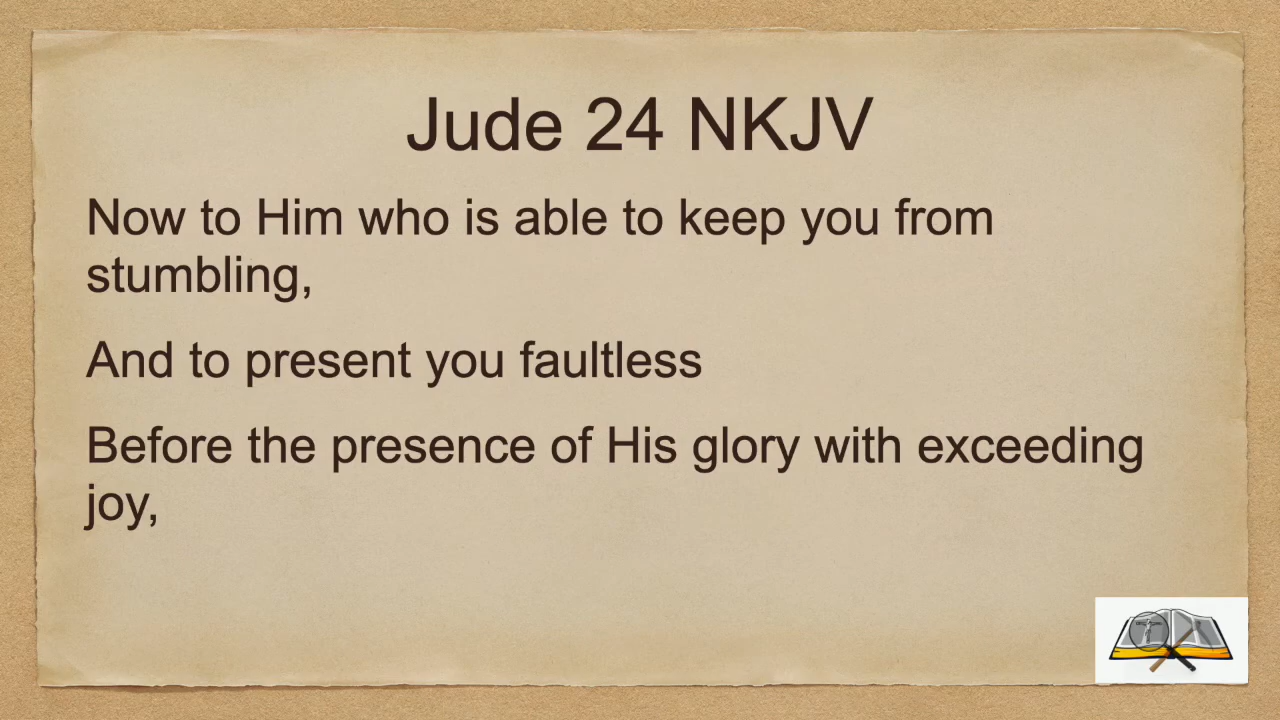 Jude 24 NKJV
Now to Him who is able to keep you from
stumbling,
And to present you faultless
Before the presence of His glory with exceeding
joy,